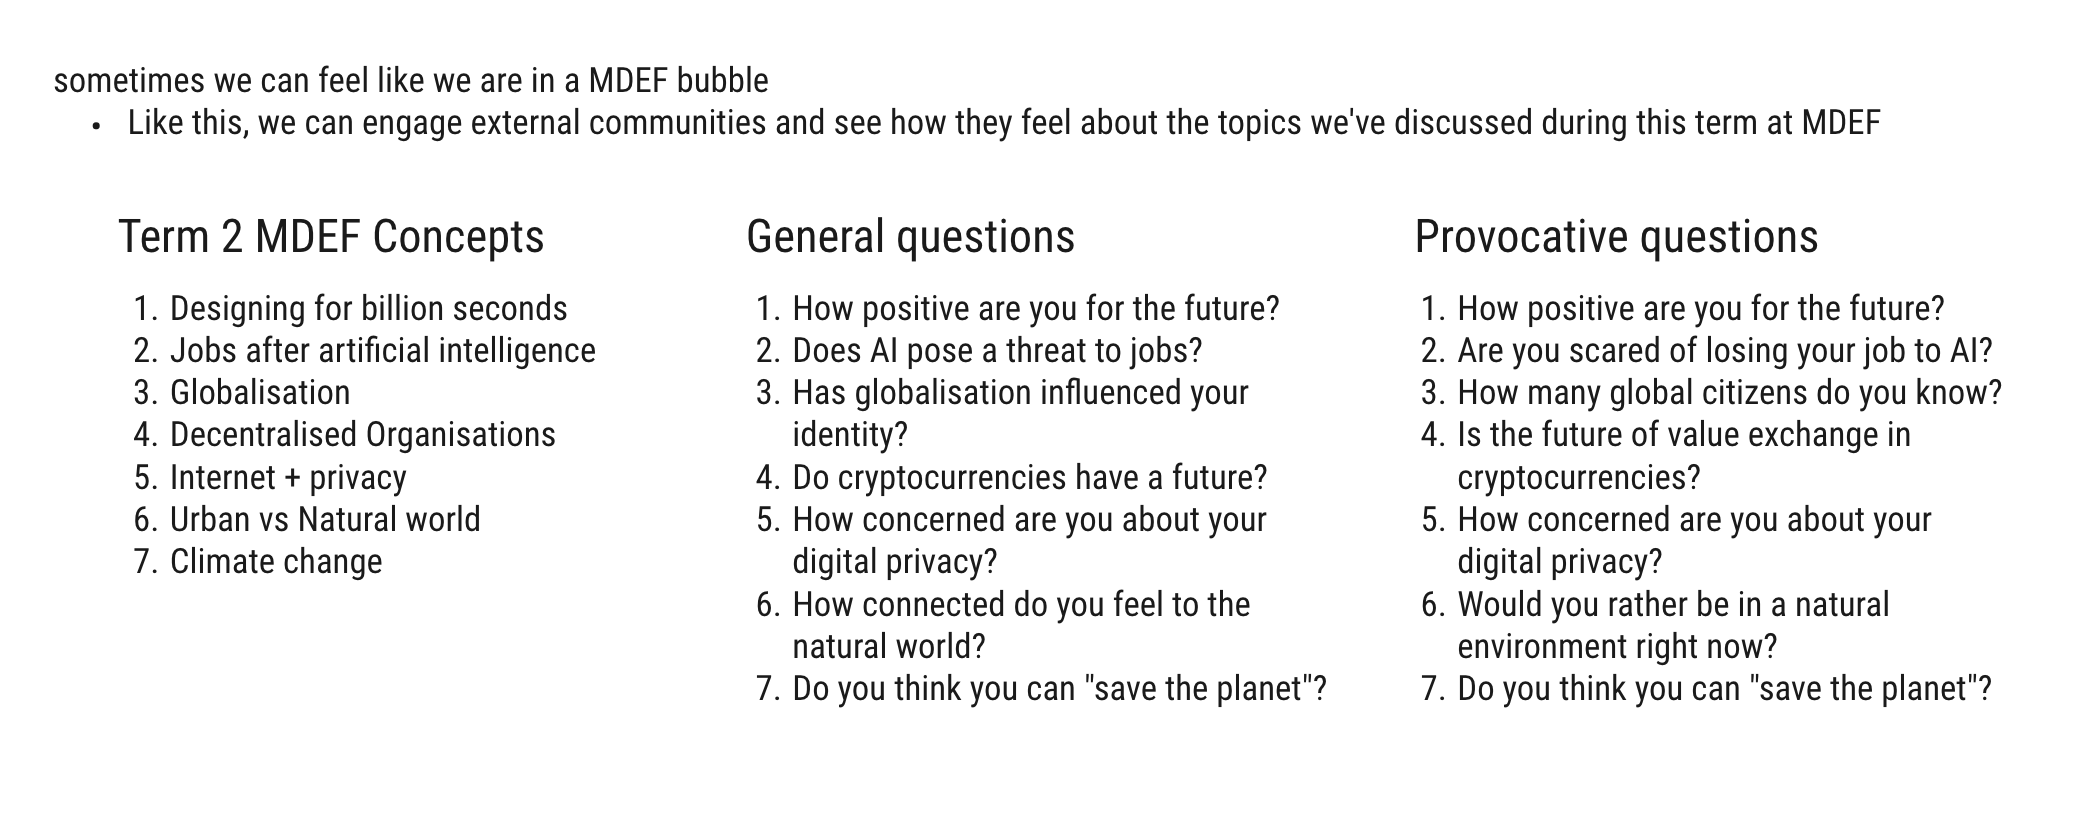 sometimes we can feel like we are in a MDEF bubble
• Like this, we can engage external communities and see how they feel about the topics we've discussed during this term at MDEF
Term 2 MDEF Concepts
1. Designing for billion seconds
2. Jobs after artificial intelligence
3. Globalisation
4. Decentralised Organisations
5. Internet + privacy
6. Urban vs Natural world
7. Climate change
General questions
1. How positive are you for the future?
2. Does AI pose a threat to jobs?
3. Has globalisation influenced your
identity?
4. Do cryptocurrencies have a future?
5. How concerned are you about your
digital privacy?
6. How connected do you feel to the
natural world?
7. Do you think you can "save the planet"?
Provocative questions
1. How positive are you for the future?
2. Are you scared of losing your job to AI?
3. How many global citizens do you know?
4. Is the future of value exchange in
cryptocurrencies?
5. How concerned are you about your
digital privacy?
6. Would you rather be in a natural
environment right now?
7. Do you think you can "save the planet"?